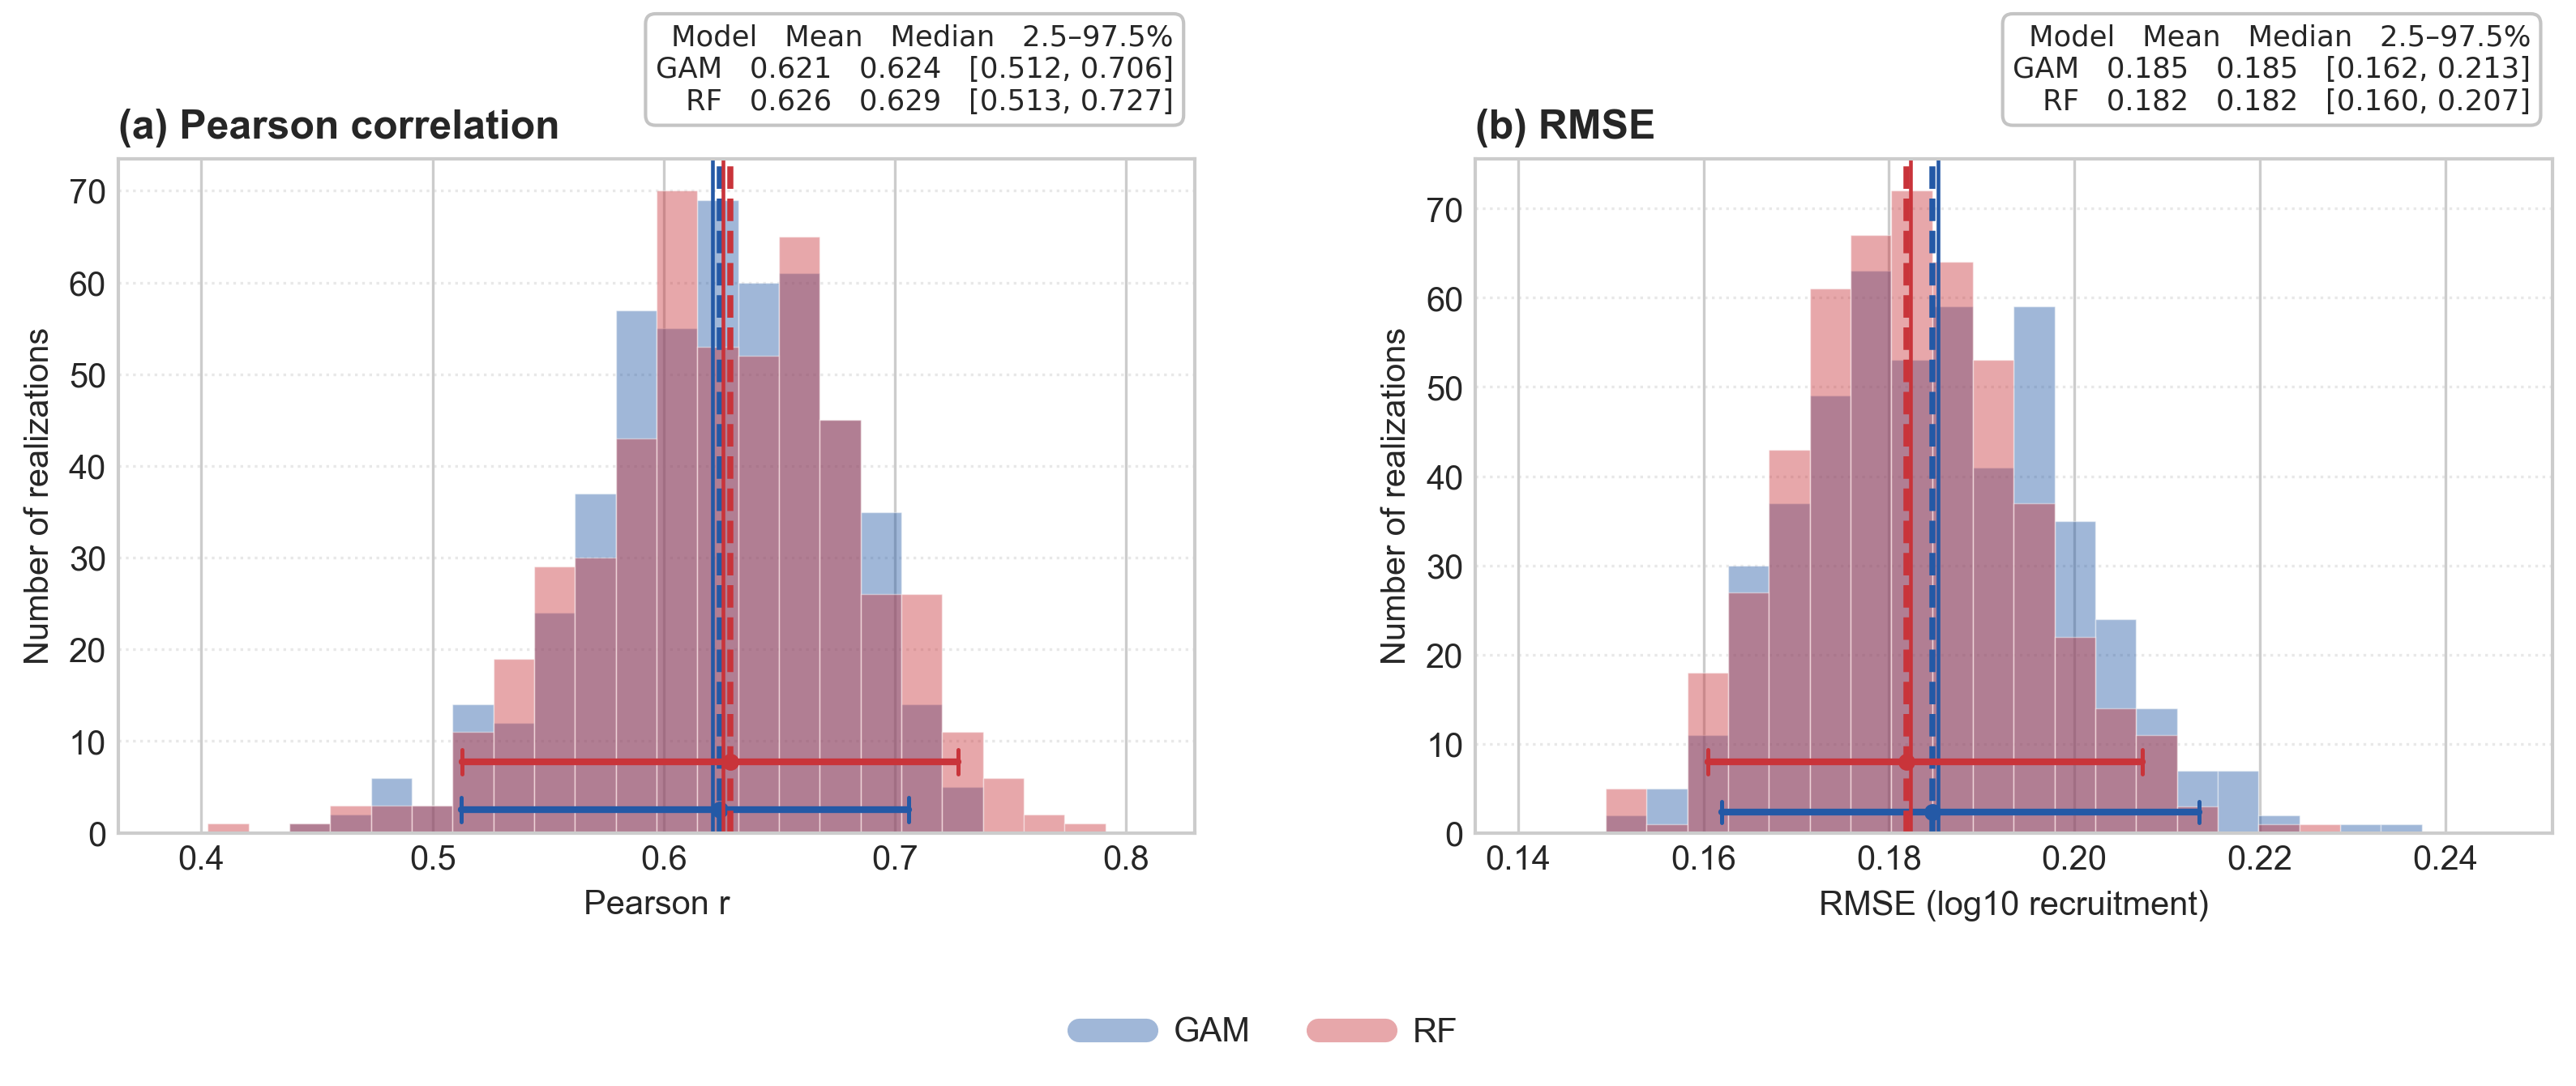 Model Mean Median 2.5–97.5%
GAM 0.621 0.624 [0.512, 0.706]
RF 0.626 0.629 [0.513, 0.727]
(a) Pearson correlation
Number of realizations
70
60
50
40
30
20
10
0
0.4 0.5 0.6 0.7 0.8
Pearson r
Model Mean Median 2.5–97.5%
GAM 0.185 0.185 [0.162, 0.213]
RF 0.182 0.182 [0.160, 0.207]
(b) RMSE
Number of realizations
70
60
50
40
30
20
10
0
0.14 0.16 0.18 0.20 0.22 0.24
RMSE (log10 recruitment)
GAM RF